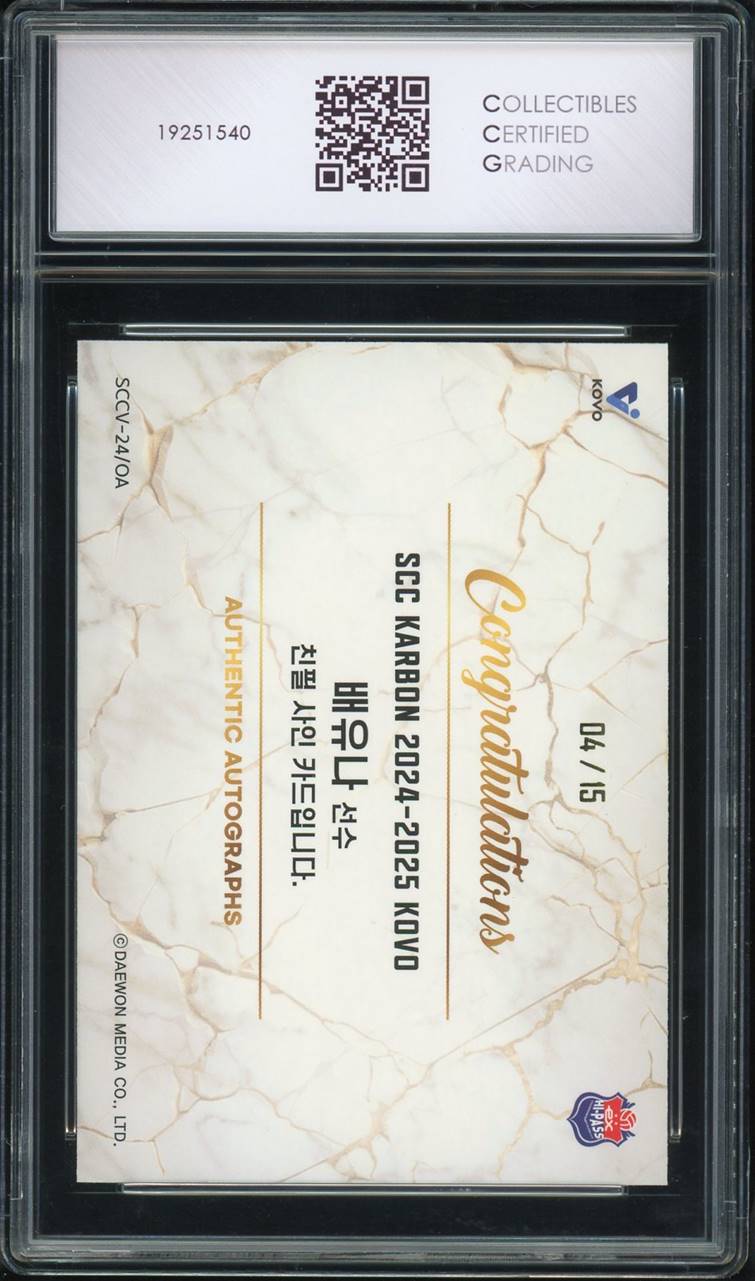 19251540
COLLECTIBLES
CERTIFIED
GRADING
KOVO
04 / 15
ex
HI-PASS
Congratulations
SCC KARBON 2024-2025 KOVO
배유나 선수
친필 사인 카드입니다.
AUTHENTIC AUTOGRAPHS
SCCV-24/OA
©DAEWON MEDIA CO., LTD.